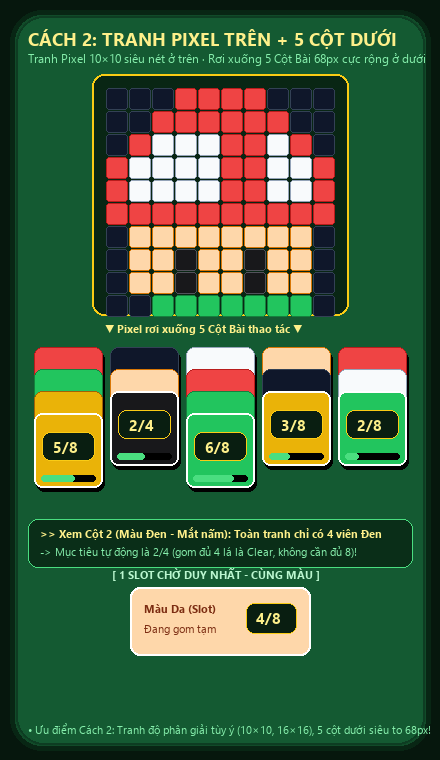 CÁCH 2: TRANH PIXEL TRÊN + 5 CỘT DƯỚI
Tranh Pixel 10×10 siêu nét ở trên · Rơi xuống 5 Cột Bài 68px cực rộng ở dưới
▼ Pixel rơi xuống 5 Cột Bài thao tác ▼
5/8
2/4
6/8
3/8
2/8
>> Xem Cột 2 (Màu Đen - Mắt nấm): Toàn tranh chỉ có 4 viên Đen
-> Mục tiêu tự động là 2/4 (gom đủ 4 lá là Clear, không cần đủ 8)!
[ 1 SLOT CHỜ DUY NHẤT - CÙNG MÀU ]
Màu Da (Slot)
Đang gom tạm
4/8
• Ưu điểm Cách 2: Tranh độ phân giải tùy ý (10×10, 16×16), 5 cột dưới siêu to 68px!